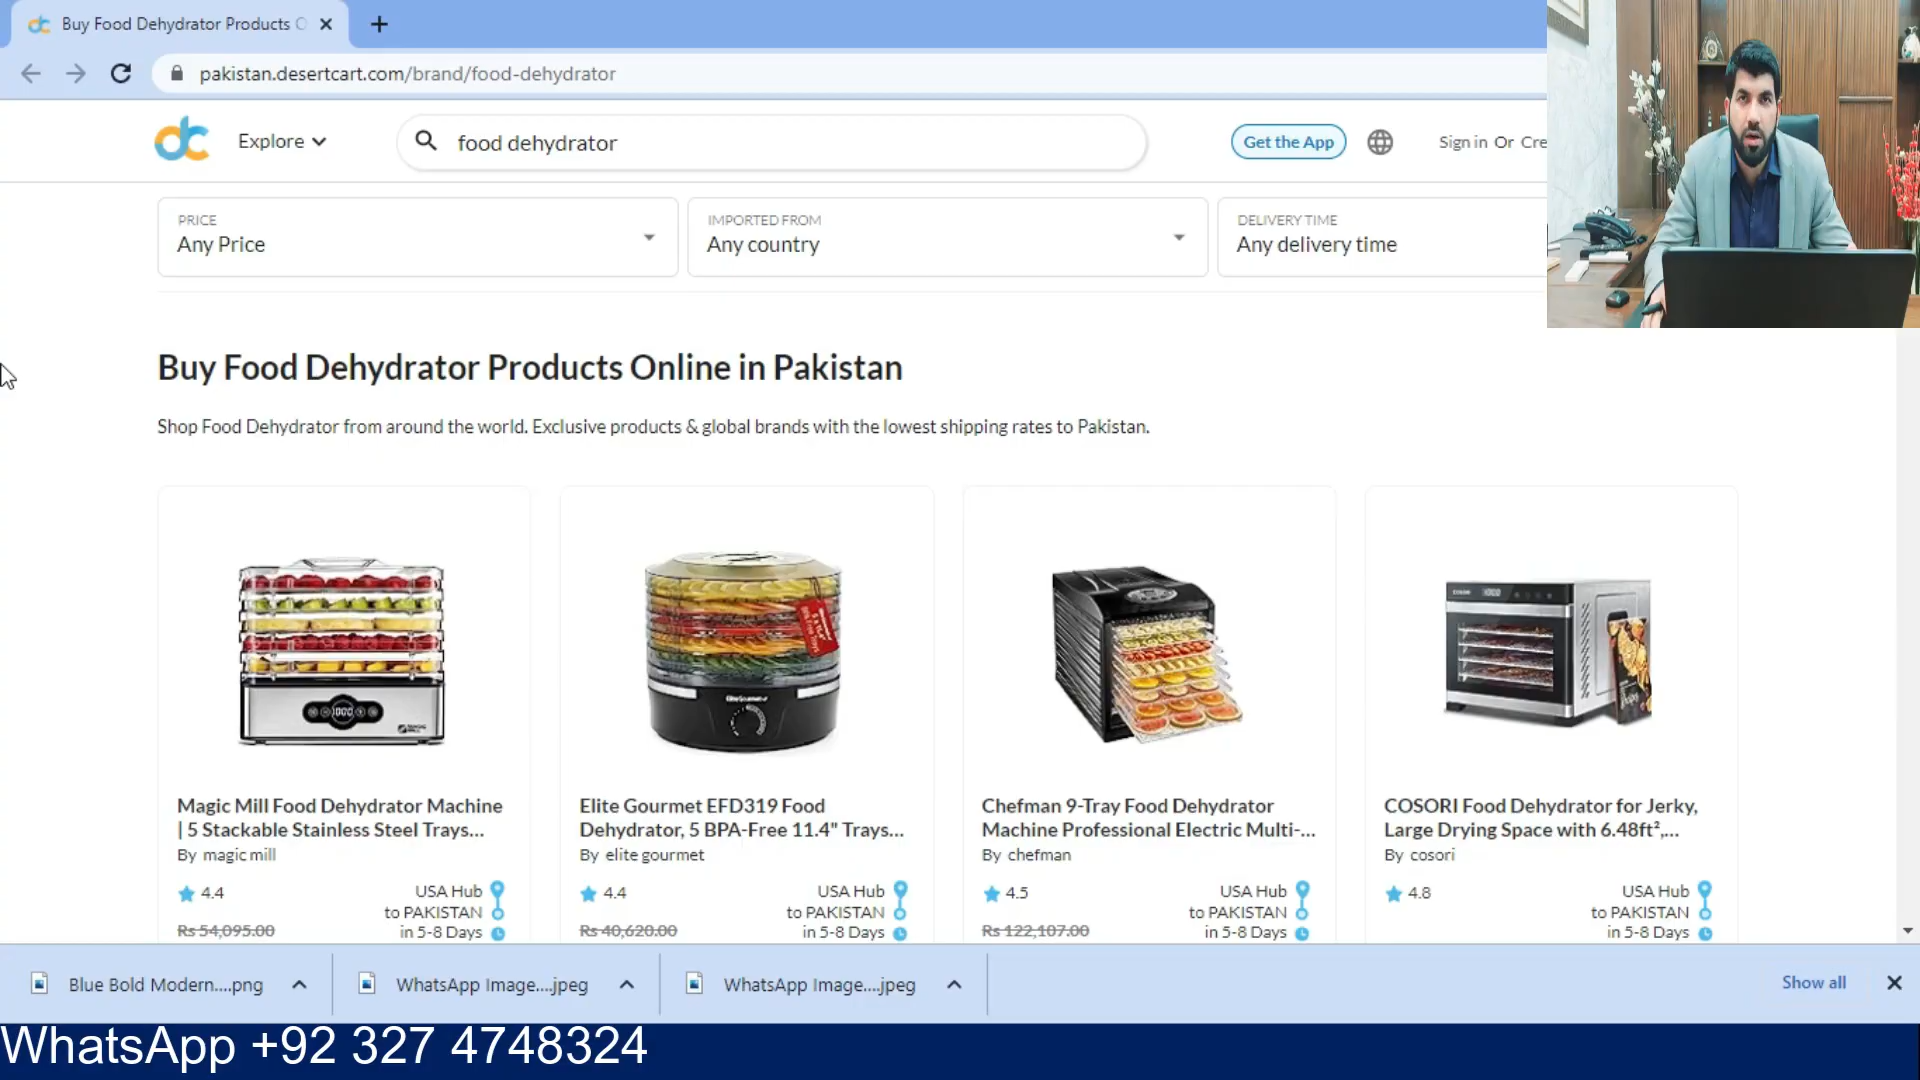 Buy Food Dehydrator Products O
pakistan.desertcart.com/brand/food-dehydrator
dc
Explore
food dehydrator
Get the App
Sign in Or Cre
PRICE
Any Price
IMPORTED FROM
Any country
DELIVERY TIME
Any delivery time
Buy Food Dehydrator Products Online in Pakistan
Shop Food Dehydrator from around the world. Exclusive products & global brands with the lowest shipping rates to Pakistan.
Magic Mill Food Dehydrator Machine
| 5 Stackable Stainless Steel Trays...
By magic mill
4.4
USA Hub
to PAKISTAN
in 5-8 Days
Rs 54,095.00
Elite Gourmet EFD319 Food
Dehydrator, 5 BPA-Free 11.4" Trays...
By elite gourmet
4.4
USA Hub
to PAKISTAN
in 5-8 Days
Rs 40,620.00
Chefman 9-Tray Food Dehydrator
Machine Professional Electric Multi-...
By chefman
4.5
USA Hub
to PAKISTAN
in 5-8 Days
Rs 122,107.00
COSORI Food Dehydrator for Jerky,
Large Drying Space with 6.48ft²,...
By cosori
4.8
USA Hub
to PAKISTAN
in 5-8 Days
Blue Bold Modern....png
WhatsApp Image....jpeg
WhatsApp Image....jpeg
Show all
WhatsApp +92 327 4748324